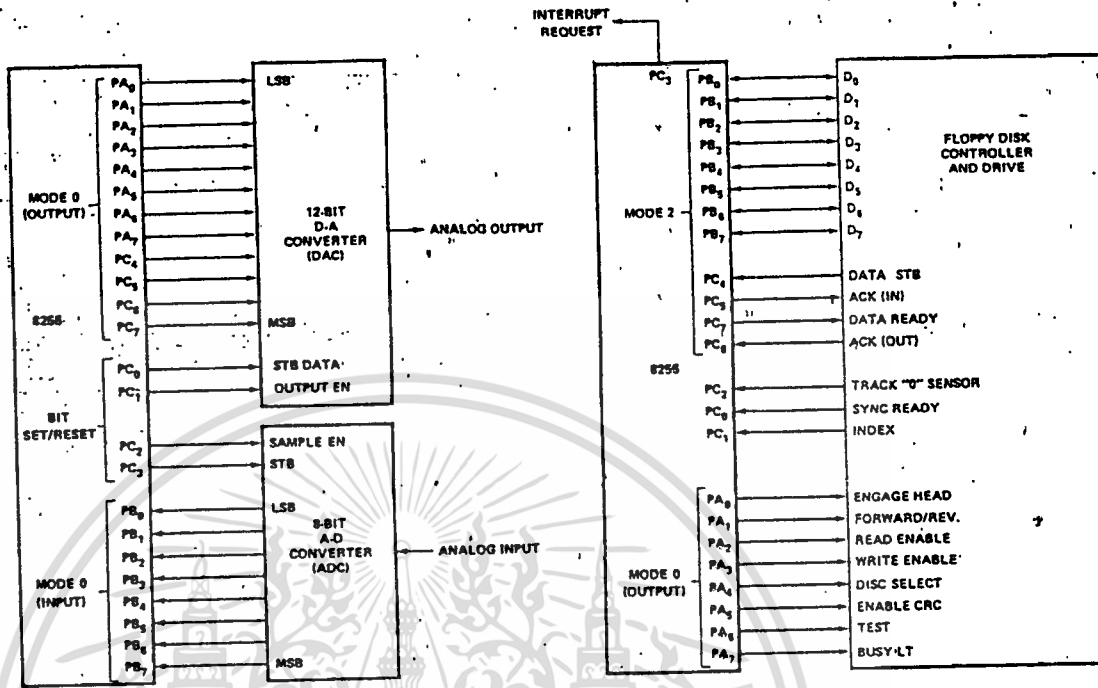 INTERRUPT
REQUEST
PA0
PA1
PA2
PA3
PA4
PA5
PA6
PA7
PC4
PC5
PC6
PC7
MODE 0
(OUTPUT)
8255
PC0
PC1
PC2
PC3
BIT
SET/RESET
PB0
PB1
PB2
PB3
PB4
PB5
PB6
PB7
MODE 0
(INPUT)
LSB
12-BIT
D-A
CONVERTER
(DAC)
MSB
STB DATA
OUTPUT EN
ANALOG OUTPUT
SAMPLE EN
STB
LSB
8-BIT
A-D
CONVERTER
(ADC)
MSB
ANALOG INPUT
PC3
PB0
PB1
PB2
PB3
PB4
PB5
PB6
PB7
MODE 2
PC4
PC5
PC7
PC6
8255
PC2
PC0
PC1
PA0
PA1
PA2
PA3
PA4
PA5
PA6
PA7
MODE 0
(OUTPUT)
D0
D1
D2
D3
D4
D5
D6
D7
FLOPPY DISK
CONTROLLER
AND DRIVE
DATA STB
ACK (IN)
DATA READY
ACK (OUT)
TRACK "0" SENSOR
SYNC READY
INDEX
ENGAGE HEAD
FORWARD/REV.
READ ENABLE
WRITE ENABLE
DISC SELECT
ENABLE CRC
TEST
BUSY LT